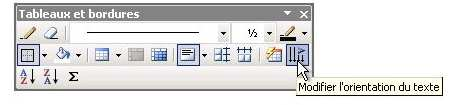 Tableaux et bordures
½
A
Z
Z
A
Σ
Modifier l'orientation du texte